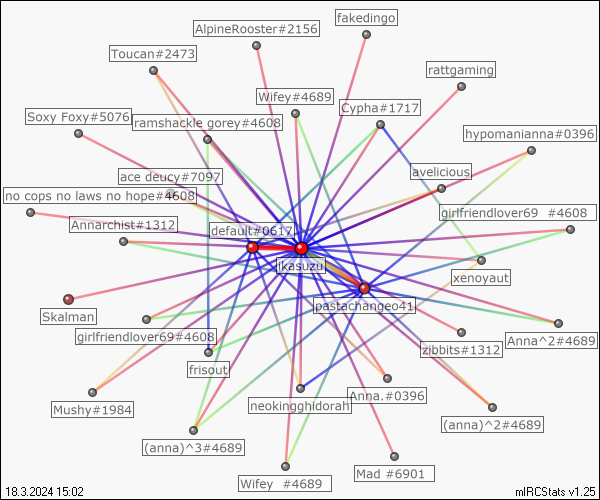 fakedingo
AlpineRooster#2156
Toucan#2473
rattgaming
Wifey#4689
Cypha#1717
Soxy Foxy#5076
ramshackle gorey#4608
hypomanianna#0396
ace deucy#7097
avelicious
no cops no laws no hope#4608
girlfriendlover69 #4608
Annarchist#1312
default#0617
jkasuzu
xenoyaut
pastachangeo41
Skalman
girlfriendlover69#4608
Anna^2#4689
zibbits#1312
frisout
Anna.#0396
neokingghidorah
Mushy#1984
(anna)^2#4689
(anna)^3#4689
Mad #6901
Wifey #4689
18.3.2024 15:02
mIRCStats v1.25